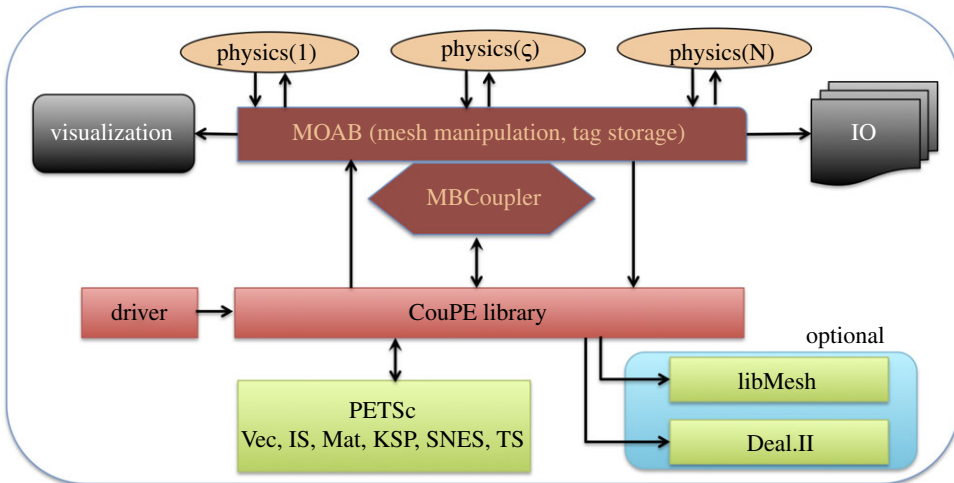 physics(1)
physics(ς)
physics(N)
visualization
MOAB (mesh manipulation, tag storage)
IO
MBCoupler
driver
CouPE library
optional
libMesh
PETSc
Vec, IS, Mat, KSP, SNES, TS
Deal.II